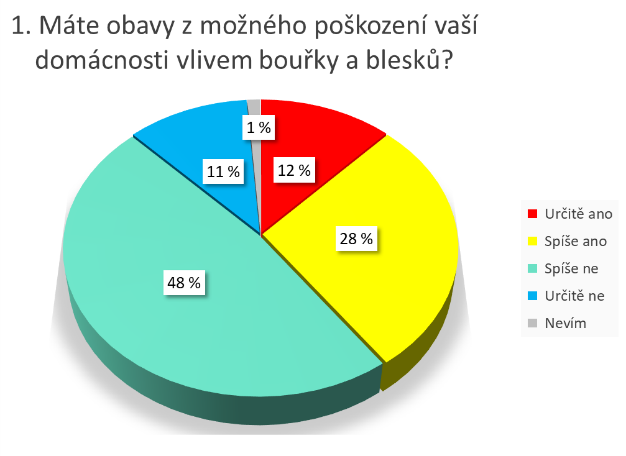 1. Máte obavy z možného poškození vaší
domácnosti vlivem bouřky a blesků?
1 %
12 %
11 %
28 %
48 %
Určitě ano
Spíše ano
Spíše ne
Určitě ne
Nevím